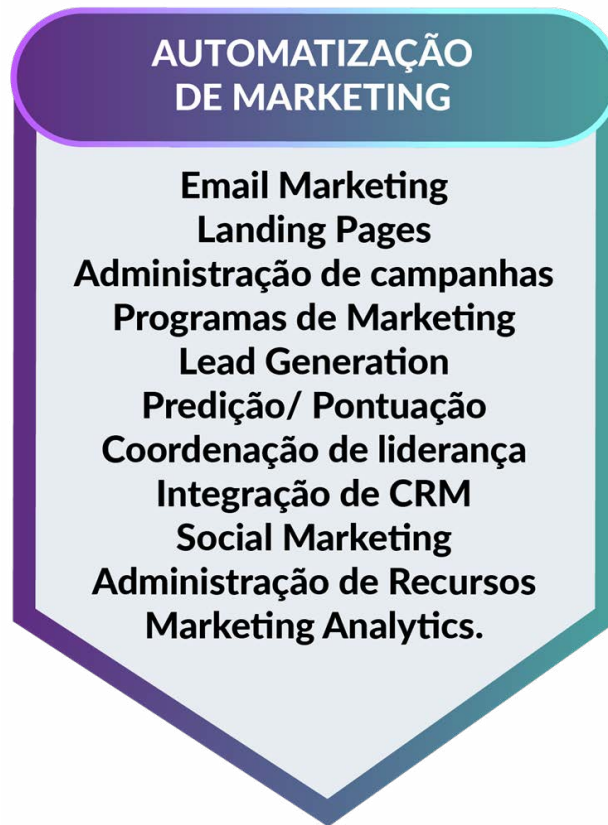 AUTOMATIZAÇÃO
DE MARKETING
Email Marketing
Landing Pages
Administração de campanhas
Programas de Marketing
Lead Generation
Predição/ Pontuação
Coordenação de liderança
Integração de CRM
Social Marketing
Administração de Recursos
Marketing Analytics.